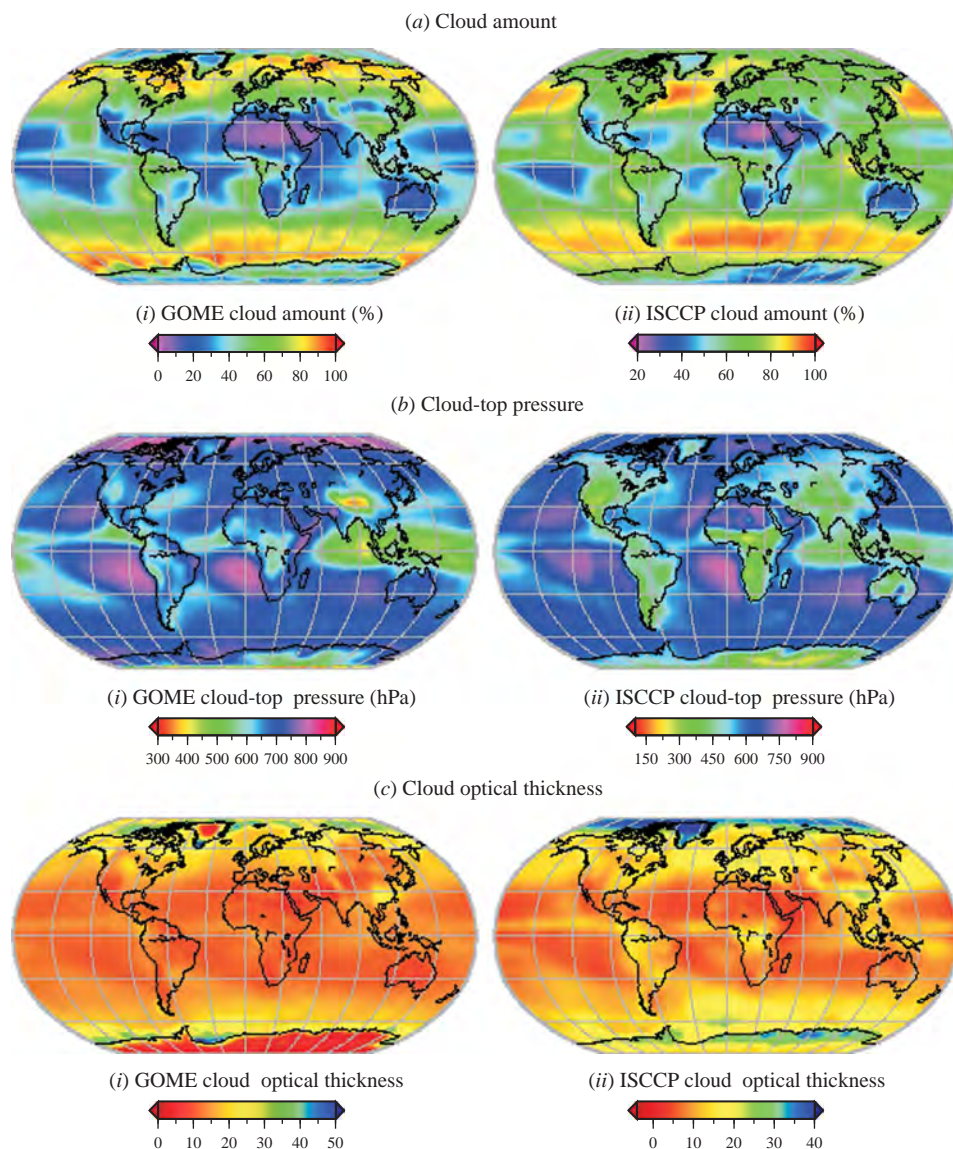 (a) Cloud amount
(i) GOME cloud amount (%)
(ii) ISCCP cloud amount (%)
0 20 40 60 80 100
20 40 60 80 100
(b) Cloud-top pressure
(i) GOME cloud-top pressure (hPa)
(ii) ISCCP cloud-top pressure (hPa)
300 400 500 600 700 800 900
150 300 450 600 750 900
(c) Cloud optical thickness
(i) GOME cloud optical thickness
(ii) ISCCP cloud optical thickness
0 10 20 30 40 50
0 10 20 30 40